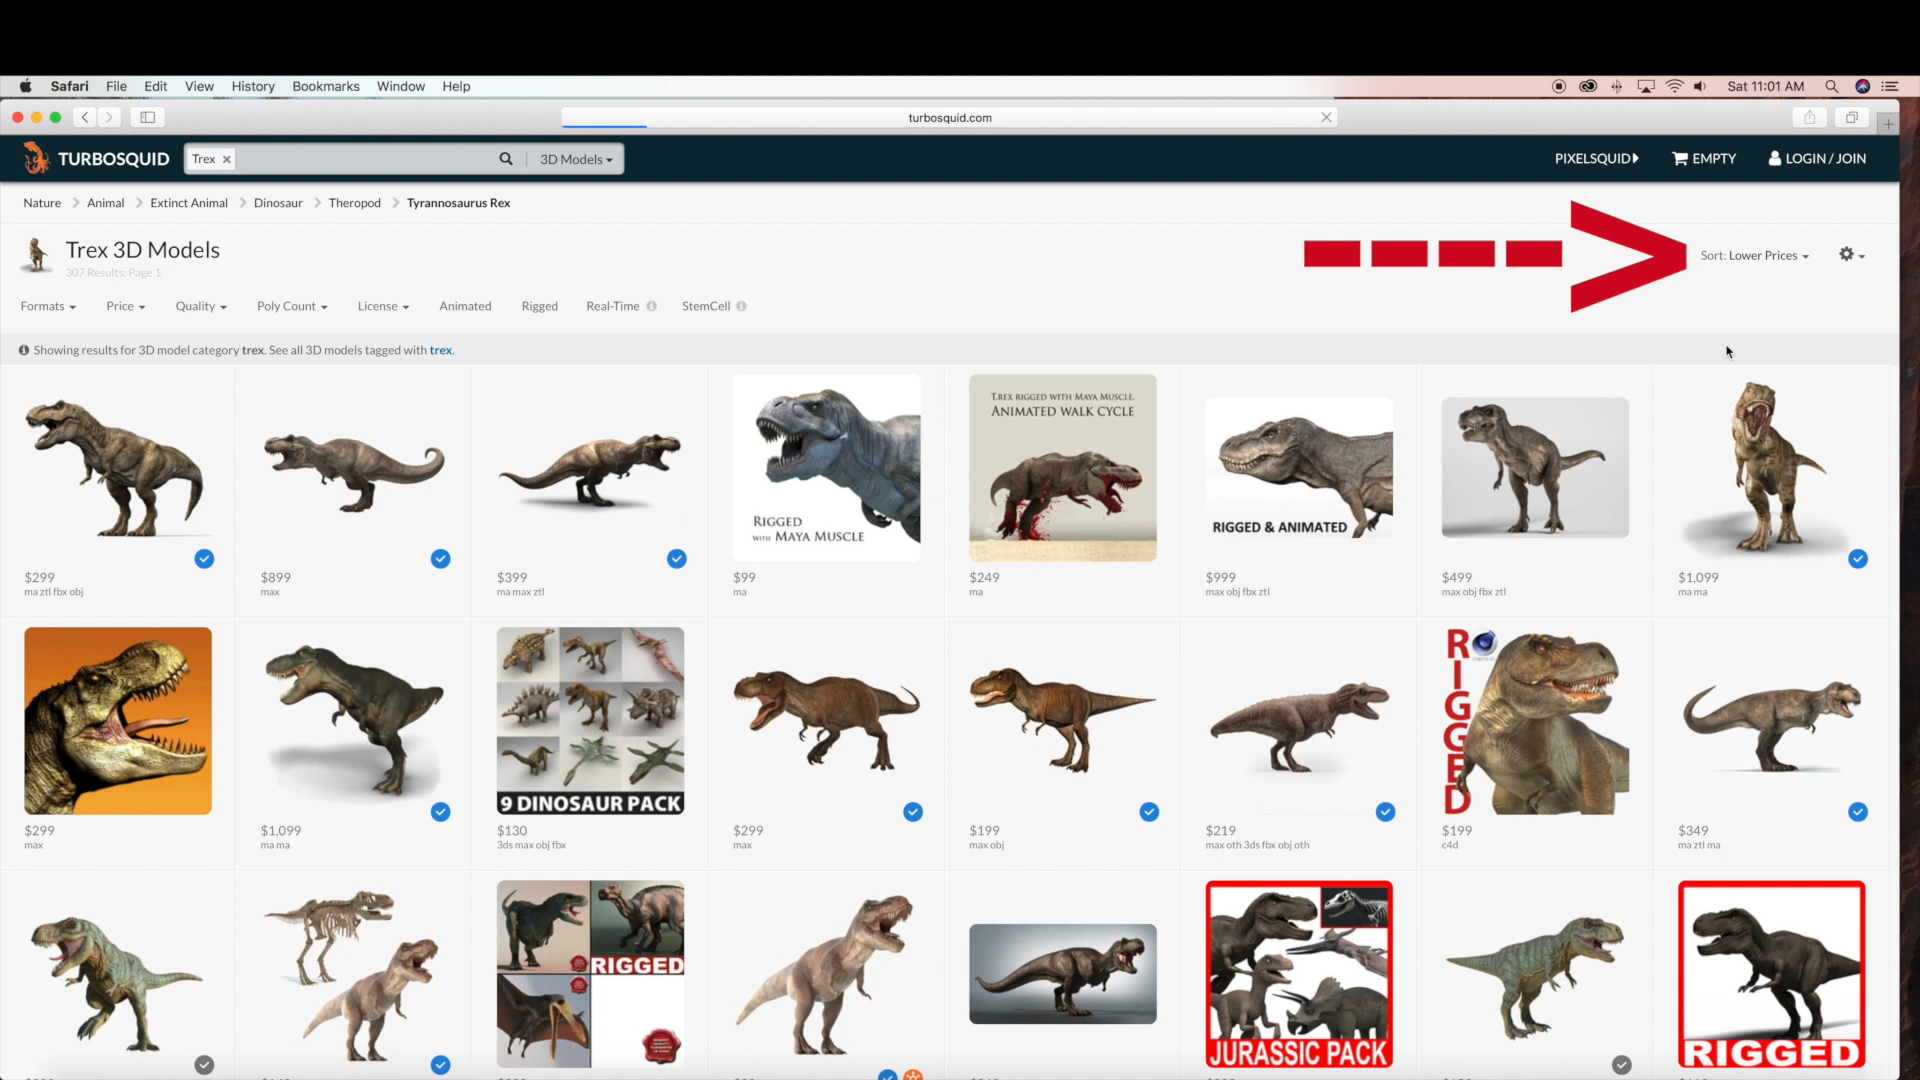 Safari File Edit View History Bookmarks Window Help
Sat 11:01 AM
turbosquid.com
TURBOSQUID
Trex
3D Models
PIXELSQUID
EMPTY
LOGIN / JOIN
Nature Animal Extinct Animal Dinosaur Theropod Tyrannosaurus Rex
Trex 3D Models
307 Results: Page 1
Sort: Lower Prices
Formats Price Quality Poly Count License Animated Rigged Real-Time StemCell
Showing results for 3D model category trex. See all 3D models tagged with trex.
RIGGED
WITH MAYA MUSCLE
T.REX RIGGED WITH MAYA MUSCLE.
ANIMATED WALK CYCLE
RIGGED & ANIMATED
$299
ma ztl fbx obj
$899
max
$399
ma max ztl
$99
ma
$249
ma
$999
max obj fbx ztl
$499
max obj fbx ztl
$1,099
ma ma
9 DINOSAUR PACK
RIGGED
$299
max
$1,099
ma ma
$130
3ds max obj fbx
$299
max
$199
max obj
$219
max oth 3ds fbx obj oth
$199
c4d
$349
ma ztl ma
RIGGED
JURASSIC PACK
RIGGED